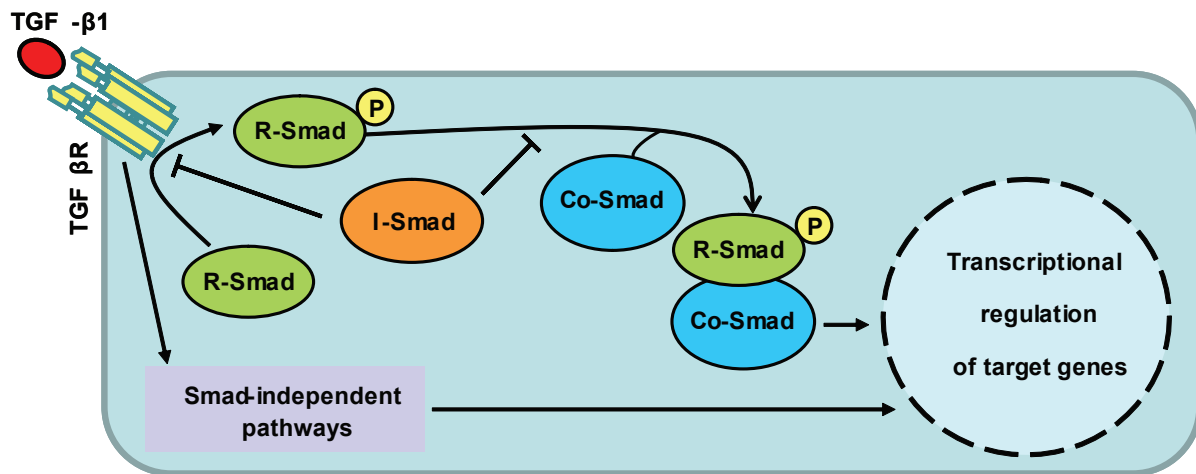 TGF -β1
TGF βR
R-Smad
P
I-Smad
Co-Smad
R-Smad
R-Smad
P
Co-Smad
Transcriptional
regulation
of target genes
Smad-independent
pathways